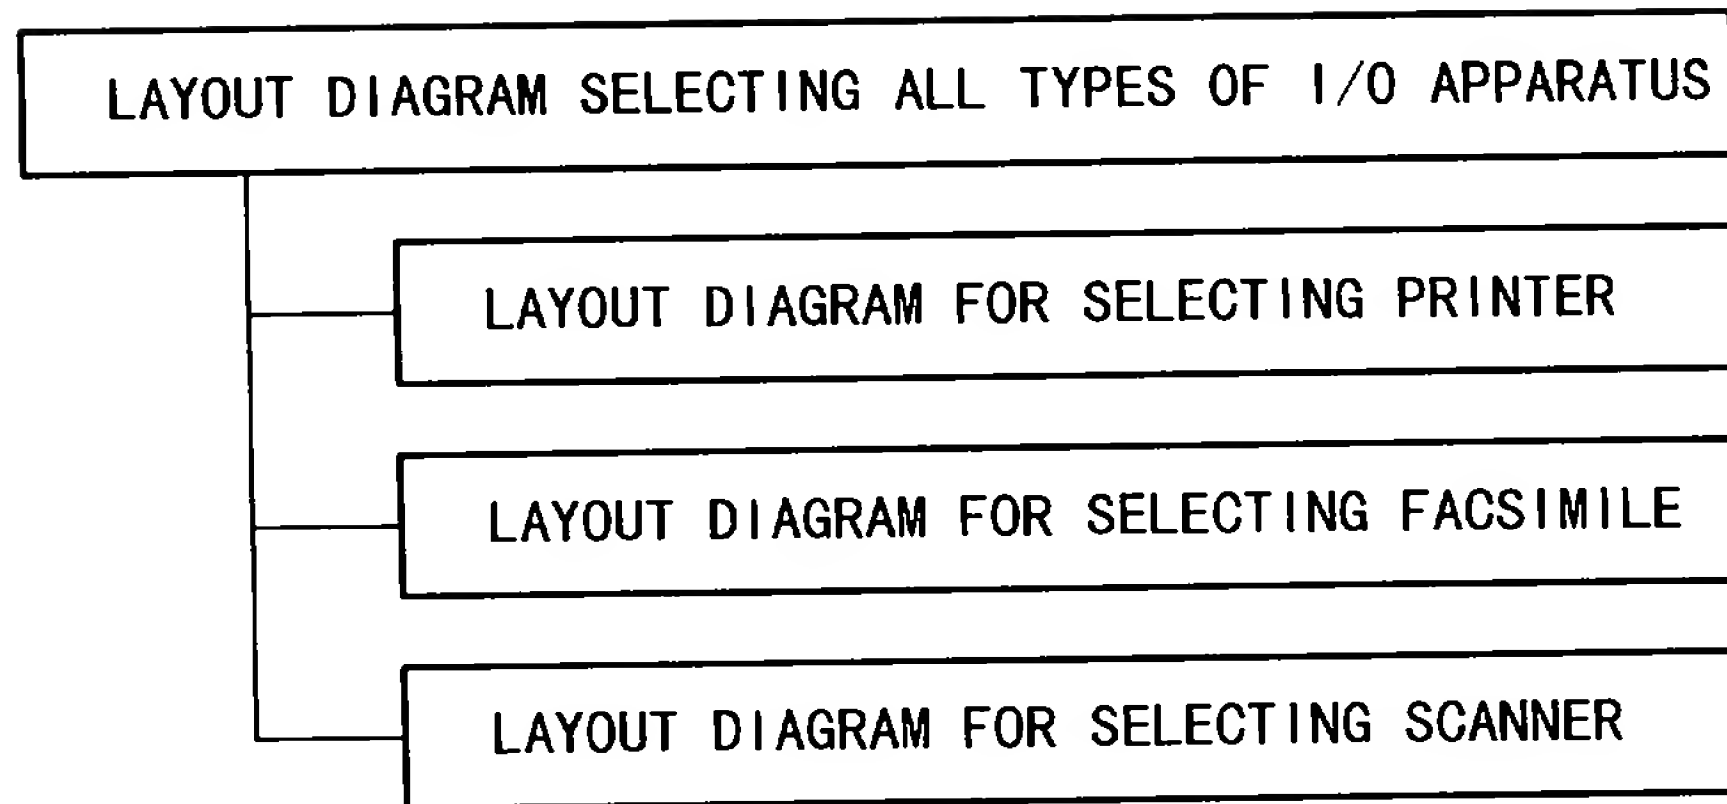 LAYOUT DIAGRAM SELECTING ALL TYPES OF I/O APPARATUS
LAYOUT DIAGRAM FOR SELECTING PRINTER
LAYOUT DIAGRAM FOR SELECTING FACSIMILE
LAYOUT DIAGRAM FOR SELECTING SCANNER